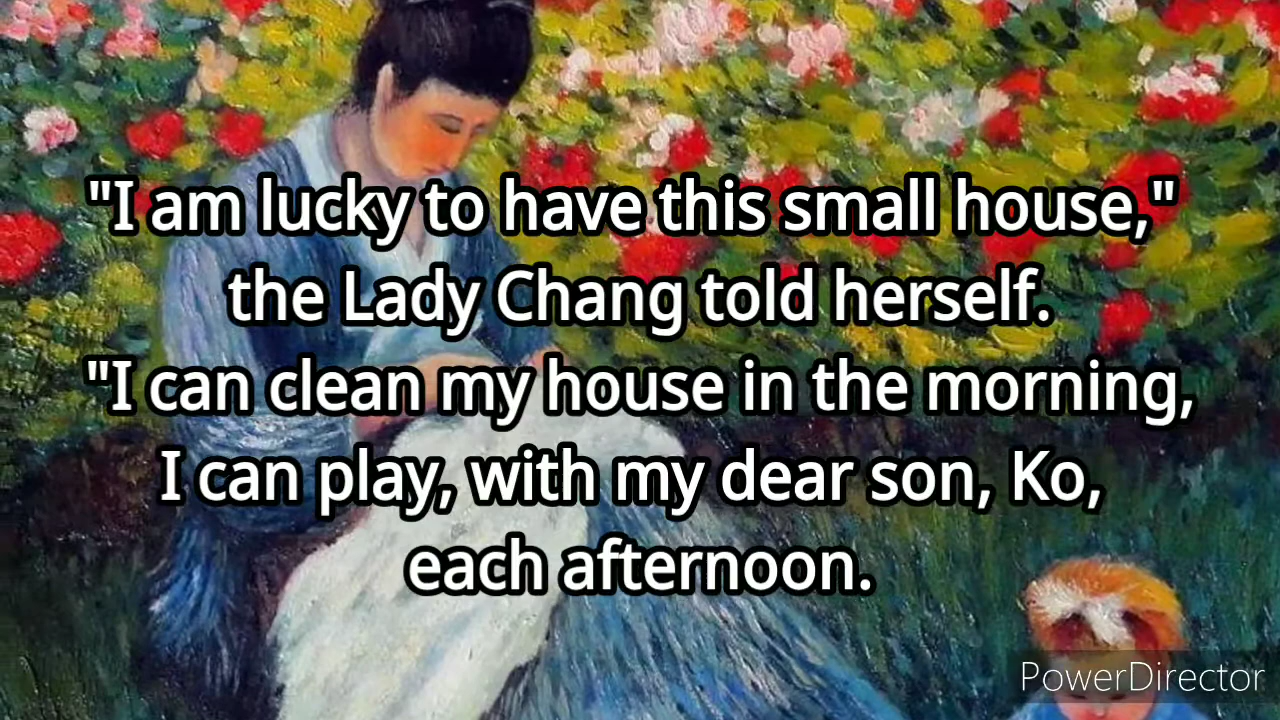 "I am lucky to have this small house,"
the Lady Chang told herself.
"I can clean my house in the morning,
I can play, with my dear son, Ko,
each afternoon.
PowerDirector